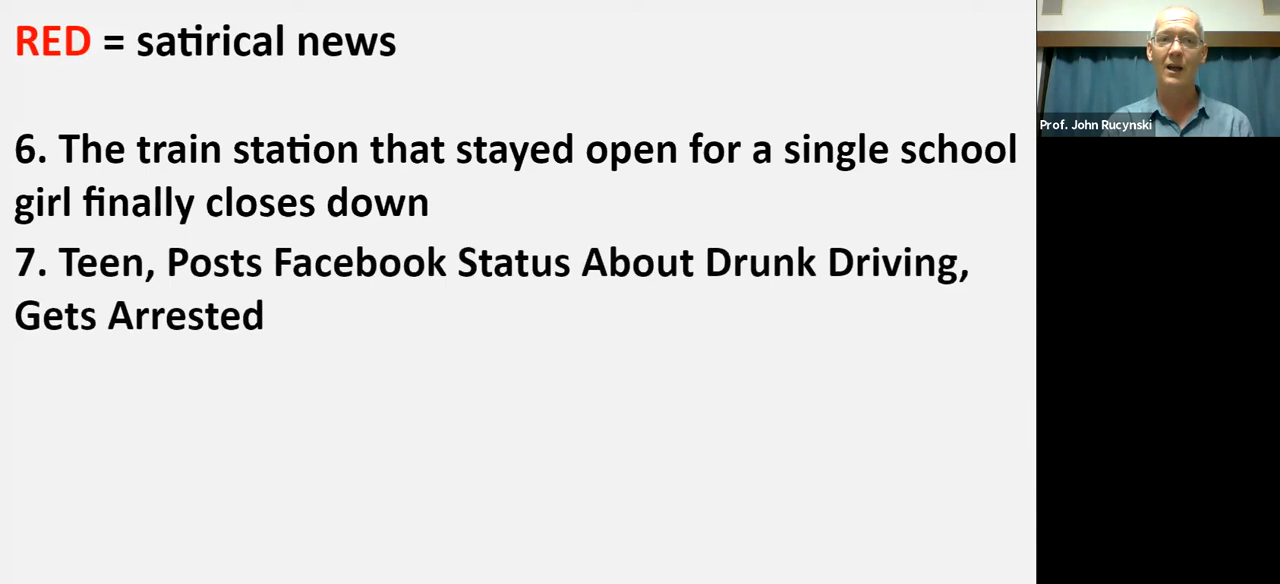 RED = satirical news
6. The train station that stayed open for a single school
girl finally closes down
7. Teen, Posts Facebook Status About Drunk Driving,
Gets Arrested
Prof. John Rucynski